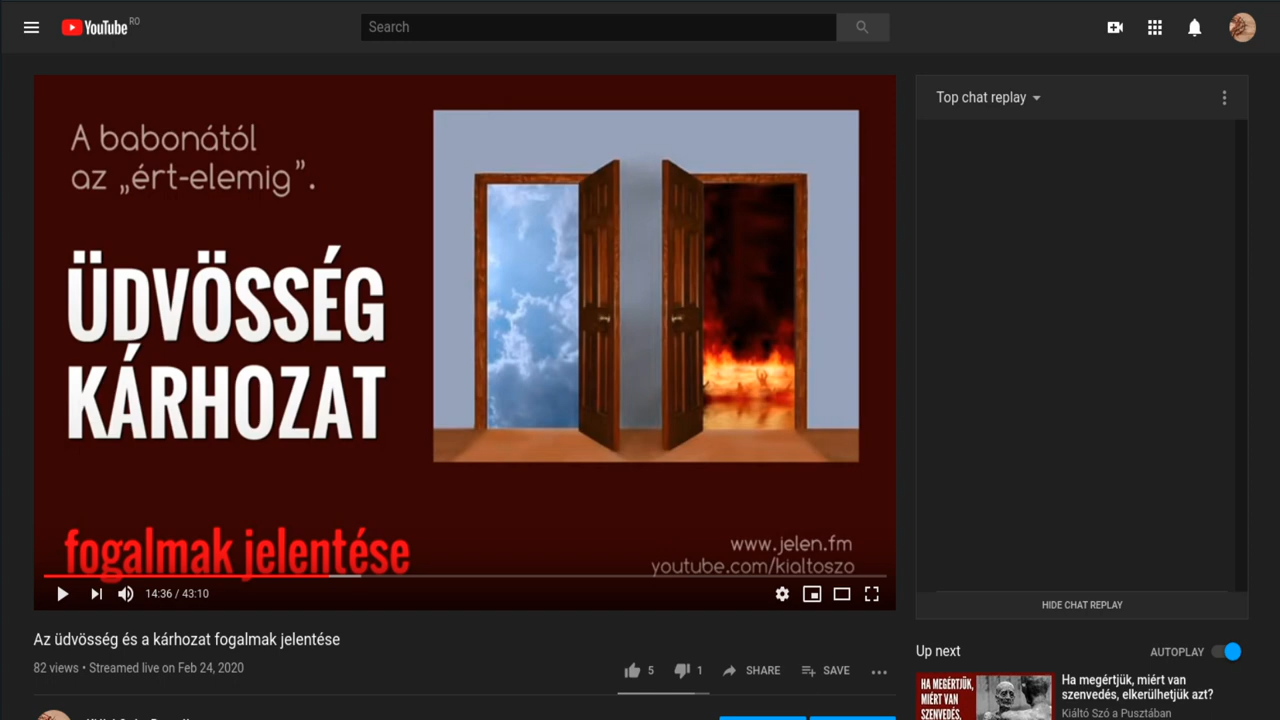 YouTube RO
Search
A babonától
az „ért-elemig”.
ÜDVÖSSÉG
KÁRHOZAT
fogalmak jelentése
www.jelen.fm
youtube.com/kialtoszo
14:36 / 43:10
Top chat replay
HIDE CHAT REPLAY
Az üdvösség és a kárhozat fogalmak jelentése
82 views • Streamed live on Feb 24, 2020
5
1
SHARE
SAVE
Up next
AUTOPLAY
HA MEGÉRTJÜK,
MIÉRT VAN
SZENVEDÉS,
Ha megértjük, miért van
szenvedés, elkerülhetjük azt?
Kiáltó Szó a Pusztában